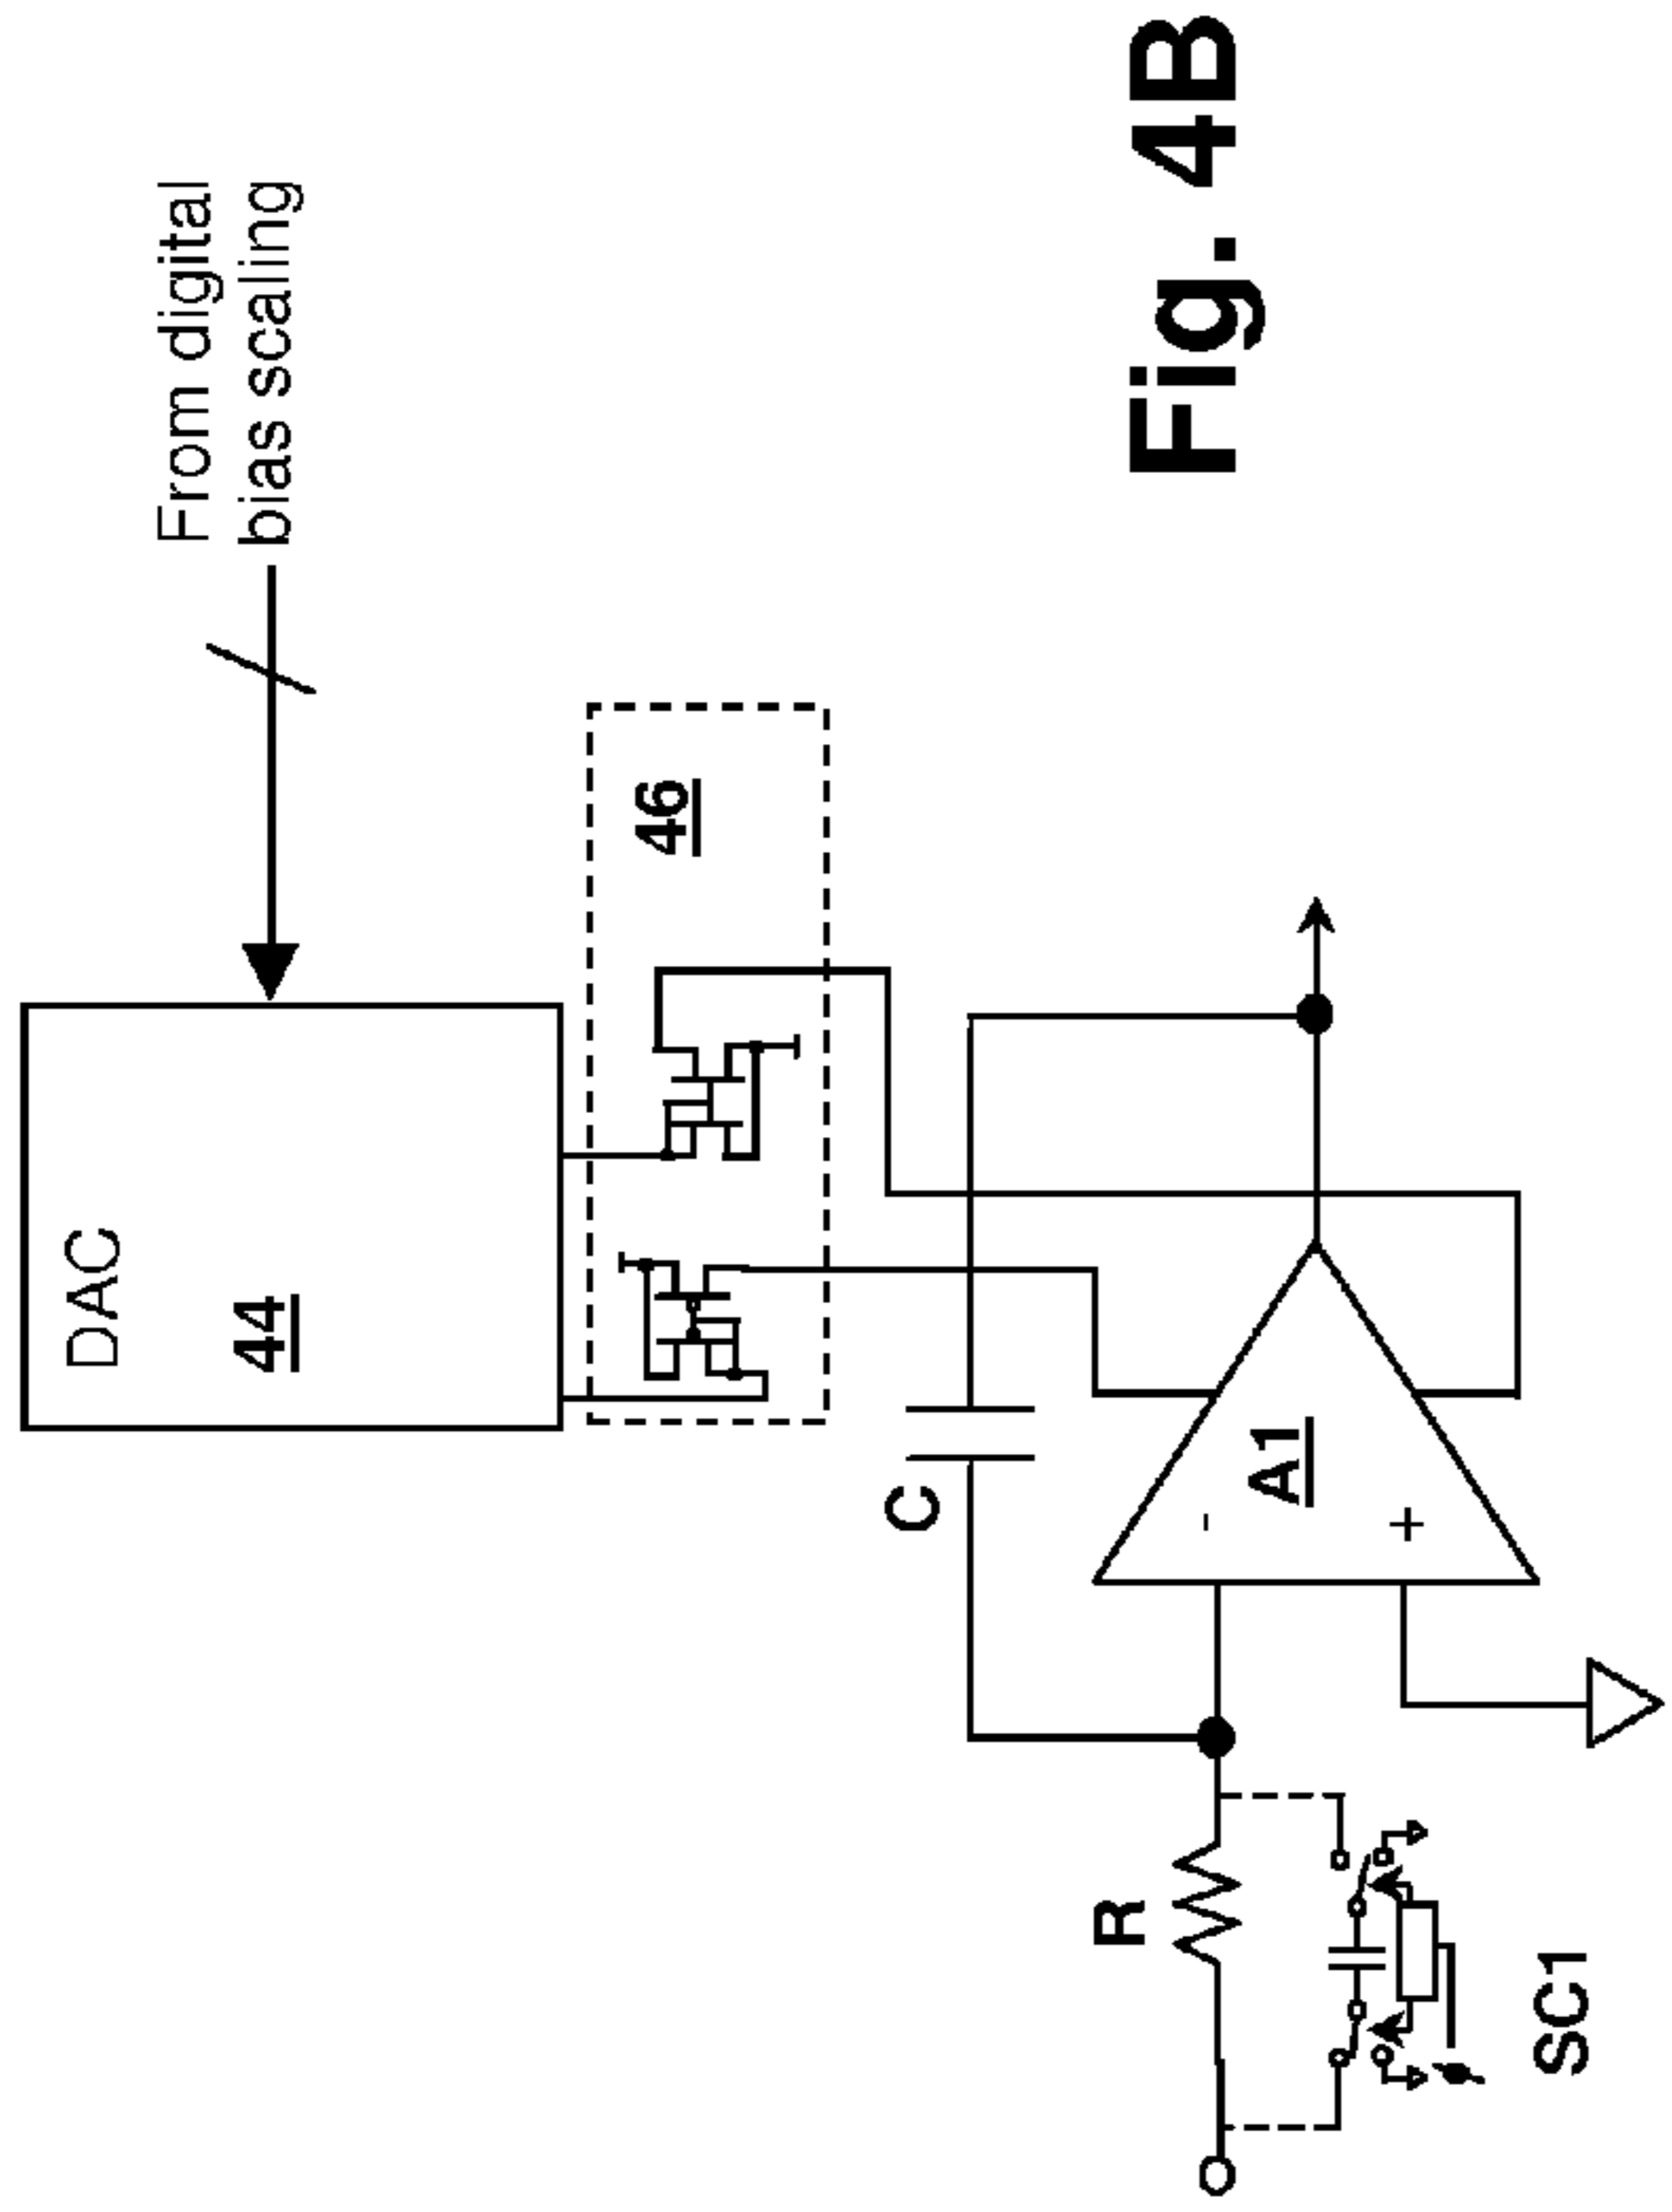 From digital
bias scaling
DAC
44
46
C
A1
-
+
R
SC1
ϕ
Fig. 4B